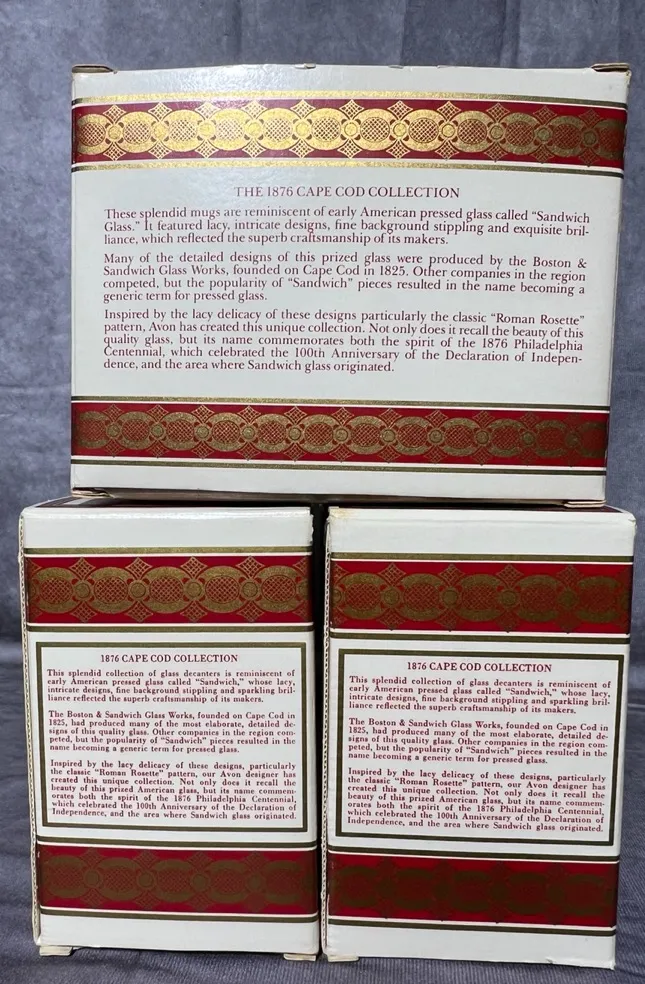 THE 1876 CAPE COD COLLECTION
These splendid mugs are reminiscent of early American pressed glass called "Sandwich
Glass." It featured lacy, intricate designs, fine background stippling and exquisite bril-
liance, which reflected the superb craftsmanship of its makers.
Many of the detailed designs of this prized glass were produced by the Boston &
Sandwich Glass Works, founded on Cape Cod in 1825. Other companies in the region
competed, but the popularity of "Sandwich" pieces resulted in the name becoming a
generic term for pressed glass.
Inspired by the lacy delicacy of these designs particularly the classic "Roman Rosette"
pattern, Avon has created this unique collection. Not only does it recall the beauty of this
quality glass, but its name commemorates both the spirit of the 1876 Philadelphia
Centennial, which celebrated the 100th Anniversary of the Declaration of Indepen-
dence, and the area where Sandwich glass originated.
1876 CAPE COD COLLECTION
This splendid collection of glass decanters is reminiscent of
early American pressed glass called "Sandwich," whose lacy,
intricate designs, fine background stippling and sparkling bril-
liance reflected the superb craftsmanship of its makers.
The Boston & Sandwich Glass Works, founded on Cape Cod in
1825, had produced many of the most elaborate, detailed de-
signs of this quality glass. Other companies in the region com-
peted, but the popularity of "Sandwich" pieces resulted in the
name becoming a generic term for pressed glass.
Inspired by the lacy delicacy of these designs, particularly
the classic "Roman Rosette" pattern, our Avon designer has
created this unique collection. Not only does it recall the
beauty of this prized American glass, but its name commem-
orates both the spirit of the 1876 Philadelphia Centennial,
which celebrated the 100th Anniversary of the Declaration of
Independence, and the area where Sandwich glass originated.
1876 CAPE COD COLLECTION
This splendid collection of glass decanters is reminiscent of
early American pressed glass called "Sandwich," whose lacy,
intricate designs, fine background stippling and sparkling bril-
liance reflected the superb craftsmanship of its makers.
The Boston & Sandwich Glass Works, founded on Cape Cod in
1825, had produced many of the most elaborate, detailed de-
signs of this quality glass. Other companies in the region com-
peted, but the popularity of "Sandwich" pieces resulted in the
name becoming a generic term for pressed glass.
Inspired by the lacy delicacy of these designs, particularly
the classic "Roman Rosette" pattern, our Avon designer has
created this unique collection. Not only does it recall the
beauty of this prized American glass, but its name commem-
orates both the spirit of the 1876 Philadelphia Centennial,
which celebrated the 100th Anniversary of the Declaration of
Independence, and the area where Sandwich glass originated.